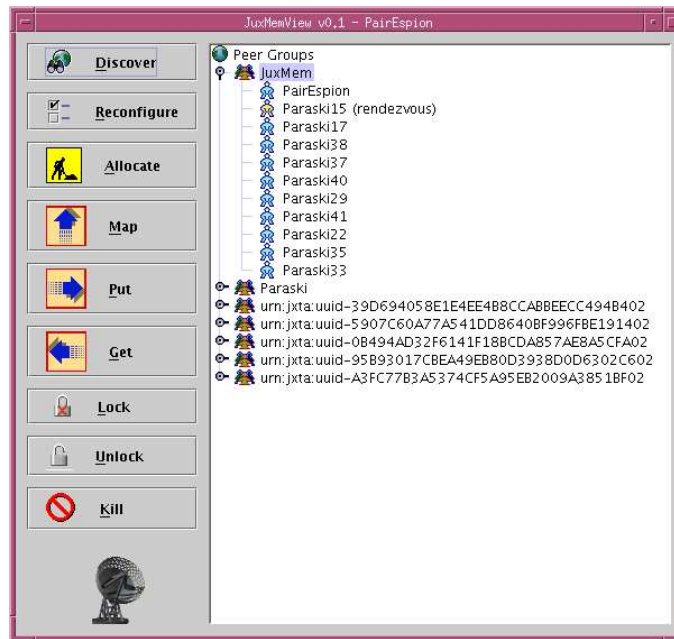 JuxMemView v0.1 - PairEspion
Discover
Reconfigure
Allocate
Map
Put
Get
Lock
Unlock
Kill
Peer Groups
JuxMem
PairEspion
Paraski15 (rendezvous)
Paraski17
Paraski38
Paraski37
Paraski40
Paraski29
Paraski41
Paraski22
Paraski35
Paraski33
Paraski
urn:jxta:uuid-39D694058E1E4EE4B8CCABBEECC494B402
urn:jxta:uuid-5907C60A77A541DD8640BF996FBE191402
urn:jxta:uuid-0B494AD32F6141F18BCDA857AE8A5CFA02
urn:jxta:uuid-95B93017CBEA49EB80D3938D0D6302C602
urn:jxta:uuid-A3FC77B3A5374CF5A95EB2009A3851BF02